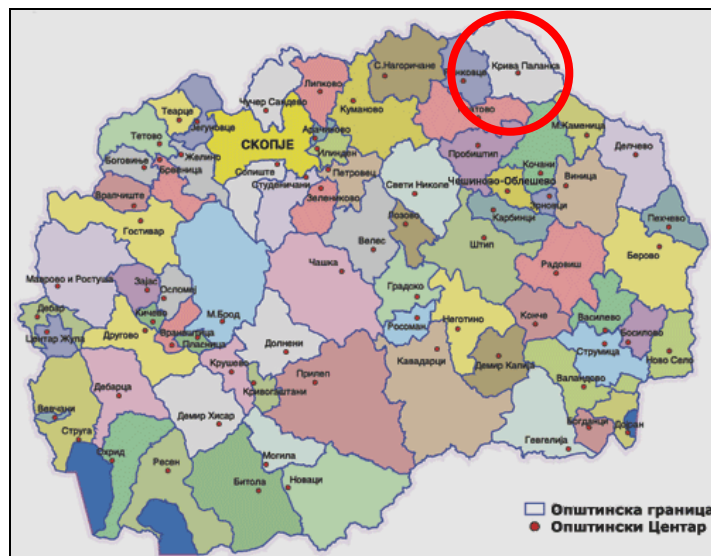 С.Нагоричане
Крива Паланка
Липково
Куманово
Чучер Сандево
Теарце
Јегуновце
Тетово
СКОПЈЕ
Арачиново
Илинден
М.Каменица
Пробиштип
Делчево
Желино
Боговиње
Брвеница
Сопиште
Студеничани
Петровец
Кочани
Чешиново-Облешево
Виница
Свети Николе
Зелениково
Врапчиште
Карбинци
Пехчево
Лозово
Гостивар
Велес
Штип
Берово
Чашка
Радовиш
Маврово и Ростуша
Зајас
Осломеј
Градско
Дебар
Кичево
М.Брод
Россман.
Неготино
Конче
Василево
Босилово
Центар Жупа
Другово
Вранештица
Пласница
Долнени
Струмица
Ново Село
Крушево
Прилеп
Кавадарци
Демир Капија
Валандово
Дебарца
Кривогаштани
Вевчани
Демир Хисар
Богданци
Дојран
Струга
Могила
Гевгелија
Охрид
Ресен
Битола
Новаци
Општинска граница
Општински Центар